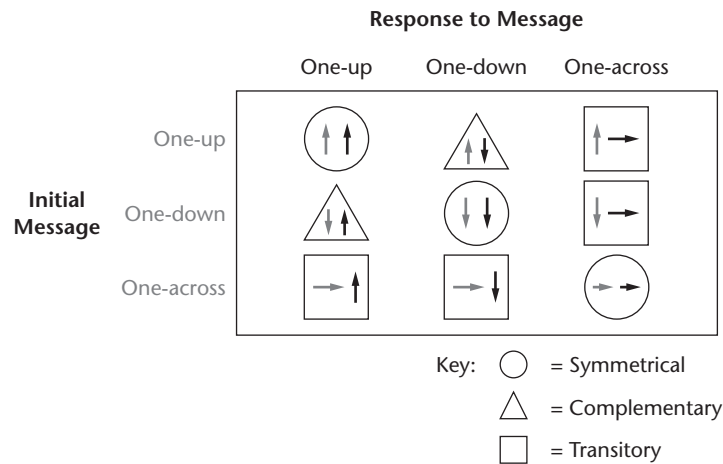 Response to Message
One-up One-down One-across
One-up
Initial
Message
One-down
One-across
Key: = Symmetrical
= Complementary
= Transitory